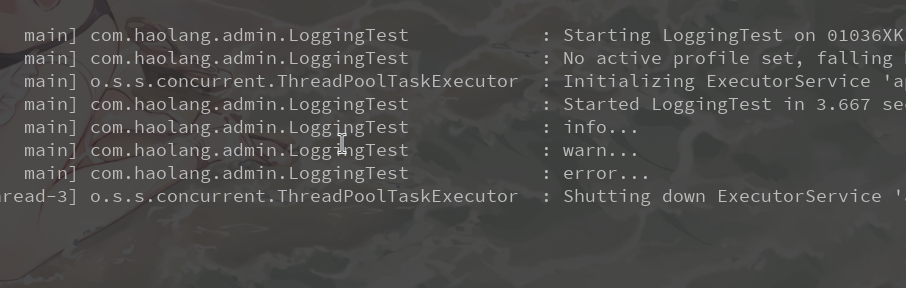 main] com.haolang.admin.LoggingTest : Starting LoggingTest on 01036XK
main] com.haolang.admin.LoggingTest : No active profile set, falling
main] o.s.s.concurrent.ThreadPoolTaskExecutor : Initializing ExecutorService 'a
main] com.haolang.admin.LoggingTest : Started LoggingTest in 3.667 se
main] com.haolang.admin.LoggingTest : info...
main] com.haolang.admin.LoggingTest : warn...
main] com.haolang.admin.LoggingTest : error...
read-3] o.s.s.concurrent.ThreadPoolTaskExecutor : Shutting down ExecutorService '